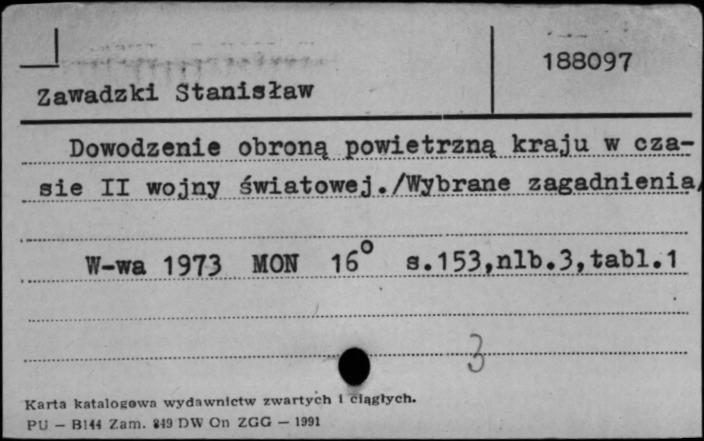 188097
Zawadzki Stanisław
Dowodzenie obroną powietrzną kraju w cza-
sie II wojny światowej./Wybrane zagadnienia/
W-wa 1973 MON 16° s.153,nlb.3,tabl.1
3
Karta katalogowa wydawnictw zwartych i ciągłych.
PU — B144 Zam. 849 DW On ZGG — 1991